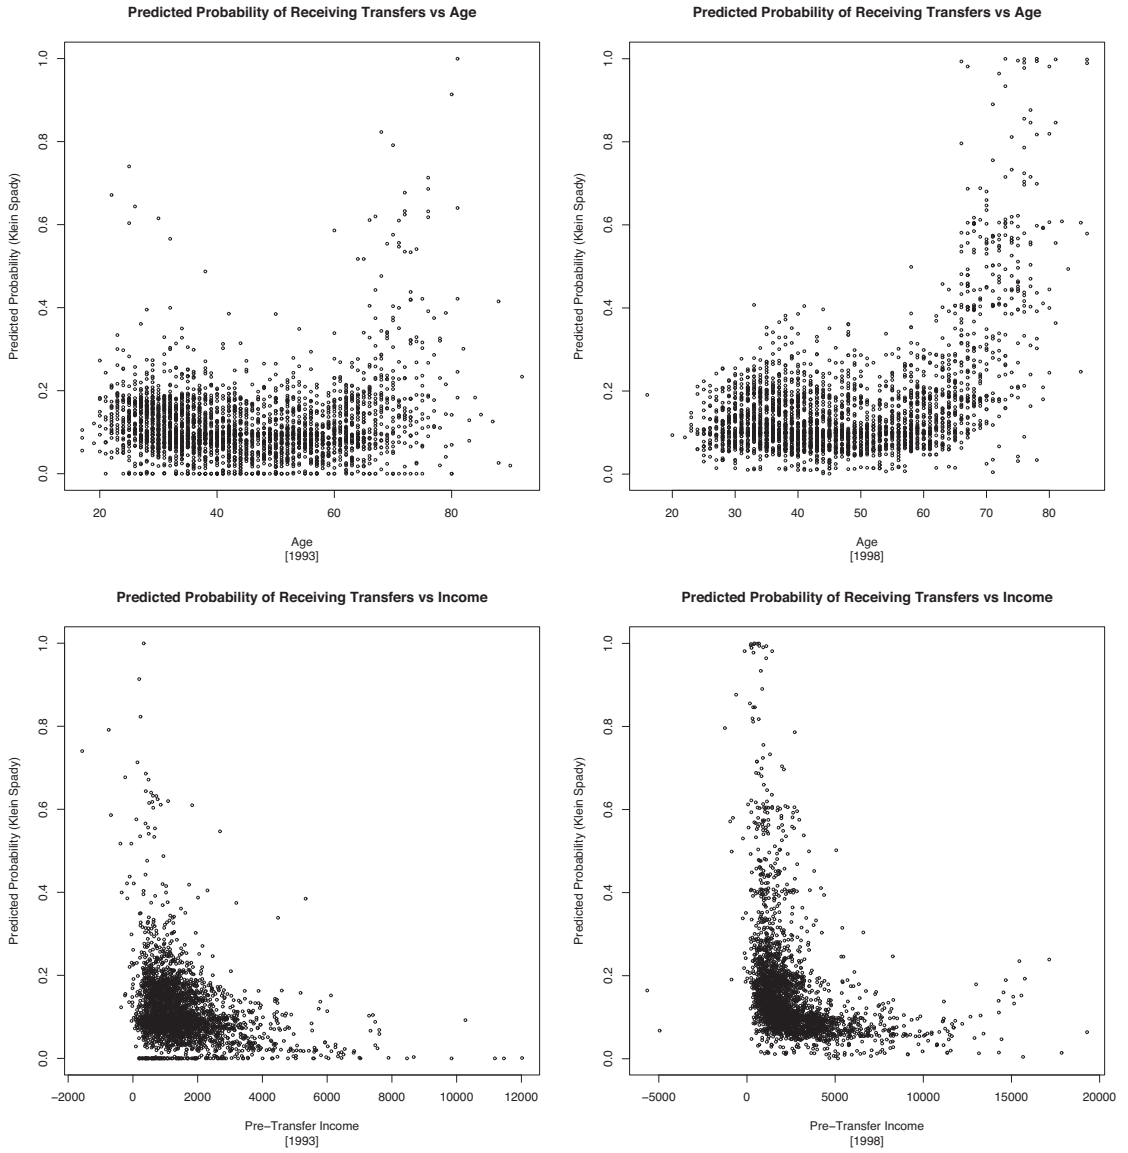 Predicted Probability of Receiving Transfers vs Age
Predicted Probability (Klein Spady)
1.0
0.8
0.6
0.4
0.2
0.0
20 40 60 80
Age
[1993]
Predicted Probability of Receiving Transfers vs Age
Predicted Probability (Klein Spady)
1.0
0.8
0.6
0.4
0.2
0.0
20 30 40 50 60 70 80
Age
[1998]
Predicted Probability of Receiving Transfers vs Income
Predicted Probability (Klein Spady)
1.0
0.8
0.6
0.4
0.2
0.0
−2000 0 2000 4000 6000 8000 10000 12000
Pre−Transfer Income
[1993]
Predicted Probability of Receiving Transfers vs Income
Predicted Probability (Klein Spady)
1.0
0.8
0.6
0.4
0.2
0.0
−5000 0 5000 10000 15000 20000
Pre−Transfer Income
[1998]